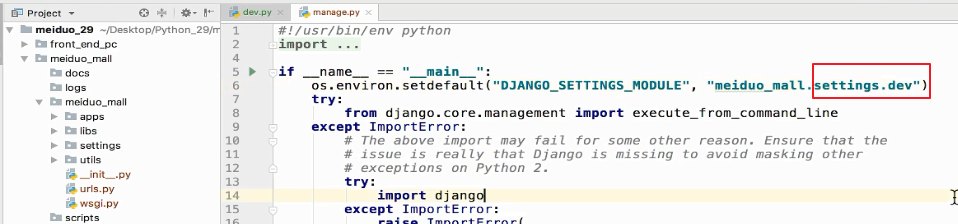 Project
dev.py × manage.py ×
meiduo_29 ~/Desktop/Python_29/m
front_end_pc
meiduo_mall
docs
logs
meiduo_mall
apps
libs
settings
utils
__init__.py
urls.py
wsgi.py
scripts
1 #!/usr/bin/env python
2 import ...
4
5 if __name__ == "__main__":
6 os.environ.setdefault("DJANGO_SETTINGS_MODULE", "meiduo_mall.settings.dev")
7 try:
8 from django.core.management import execute_from_command_line
9 except ImportError:
10 # The above import may fail for some other reason. Ensure that the
11 # issue is really that Django is missing to avoid masking other
12 # exceptions on Python 2.
13 try:
14 import django
15 except ImportError:
16 raise ImportError(